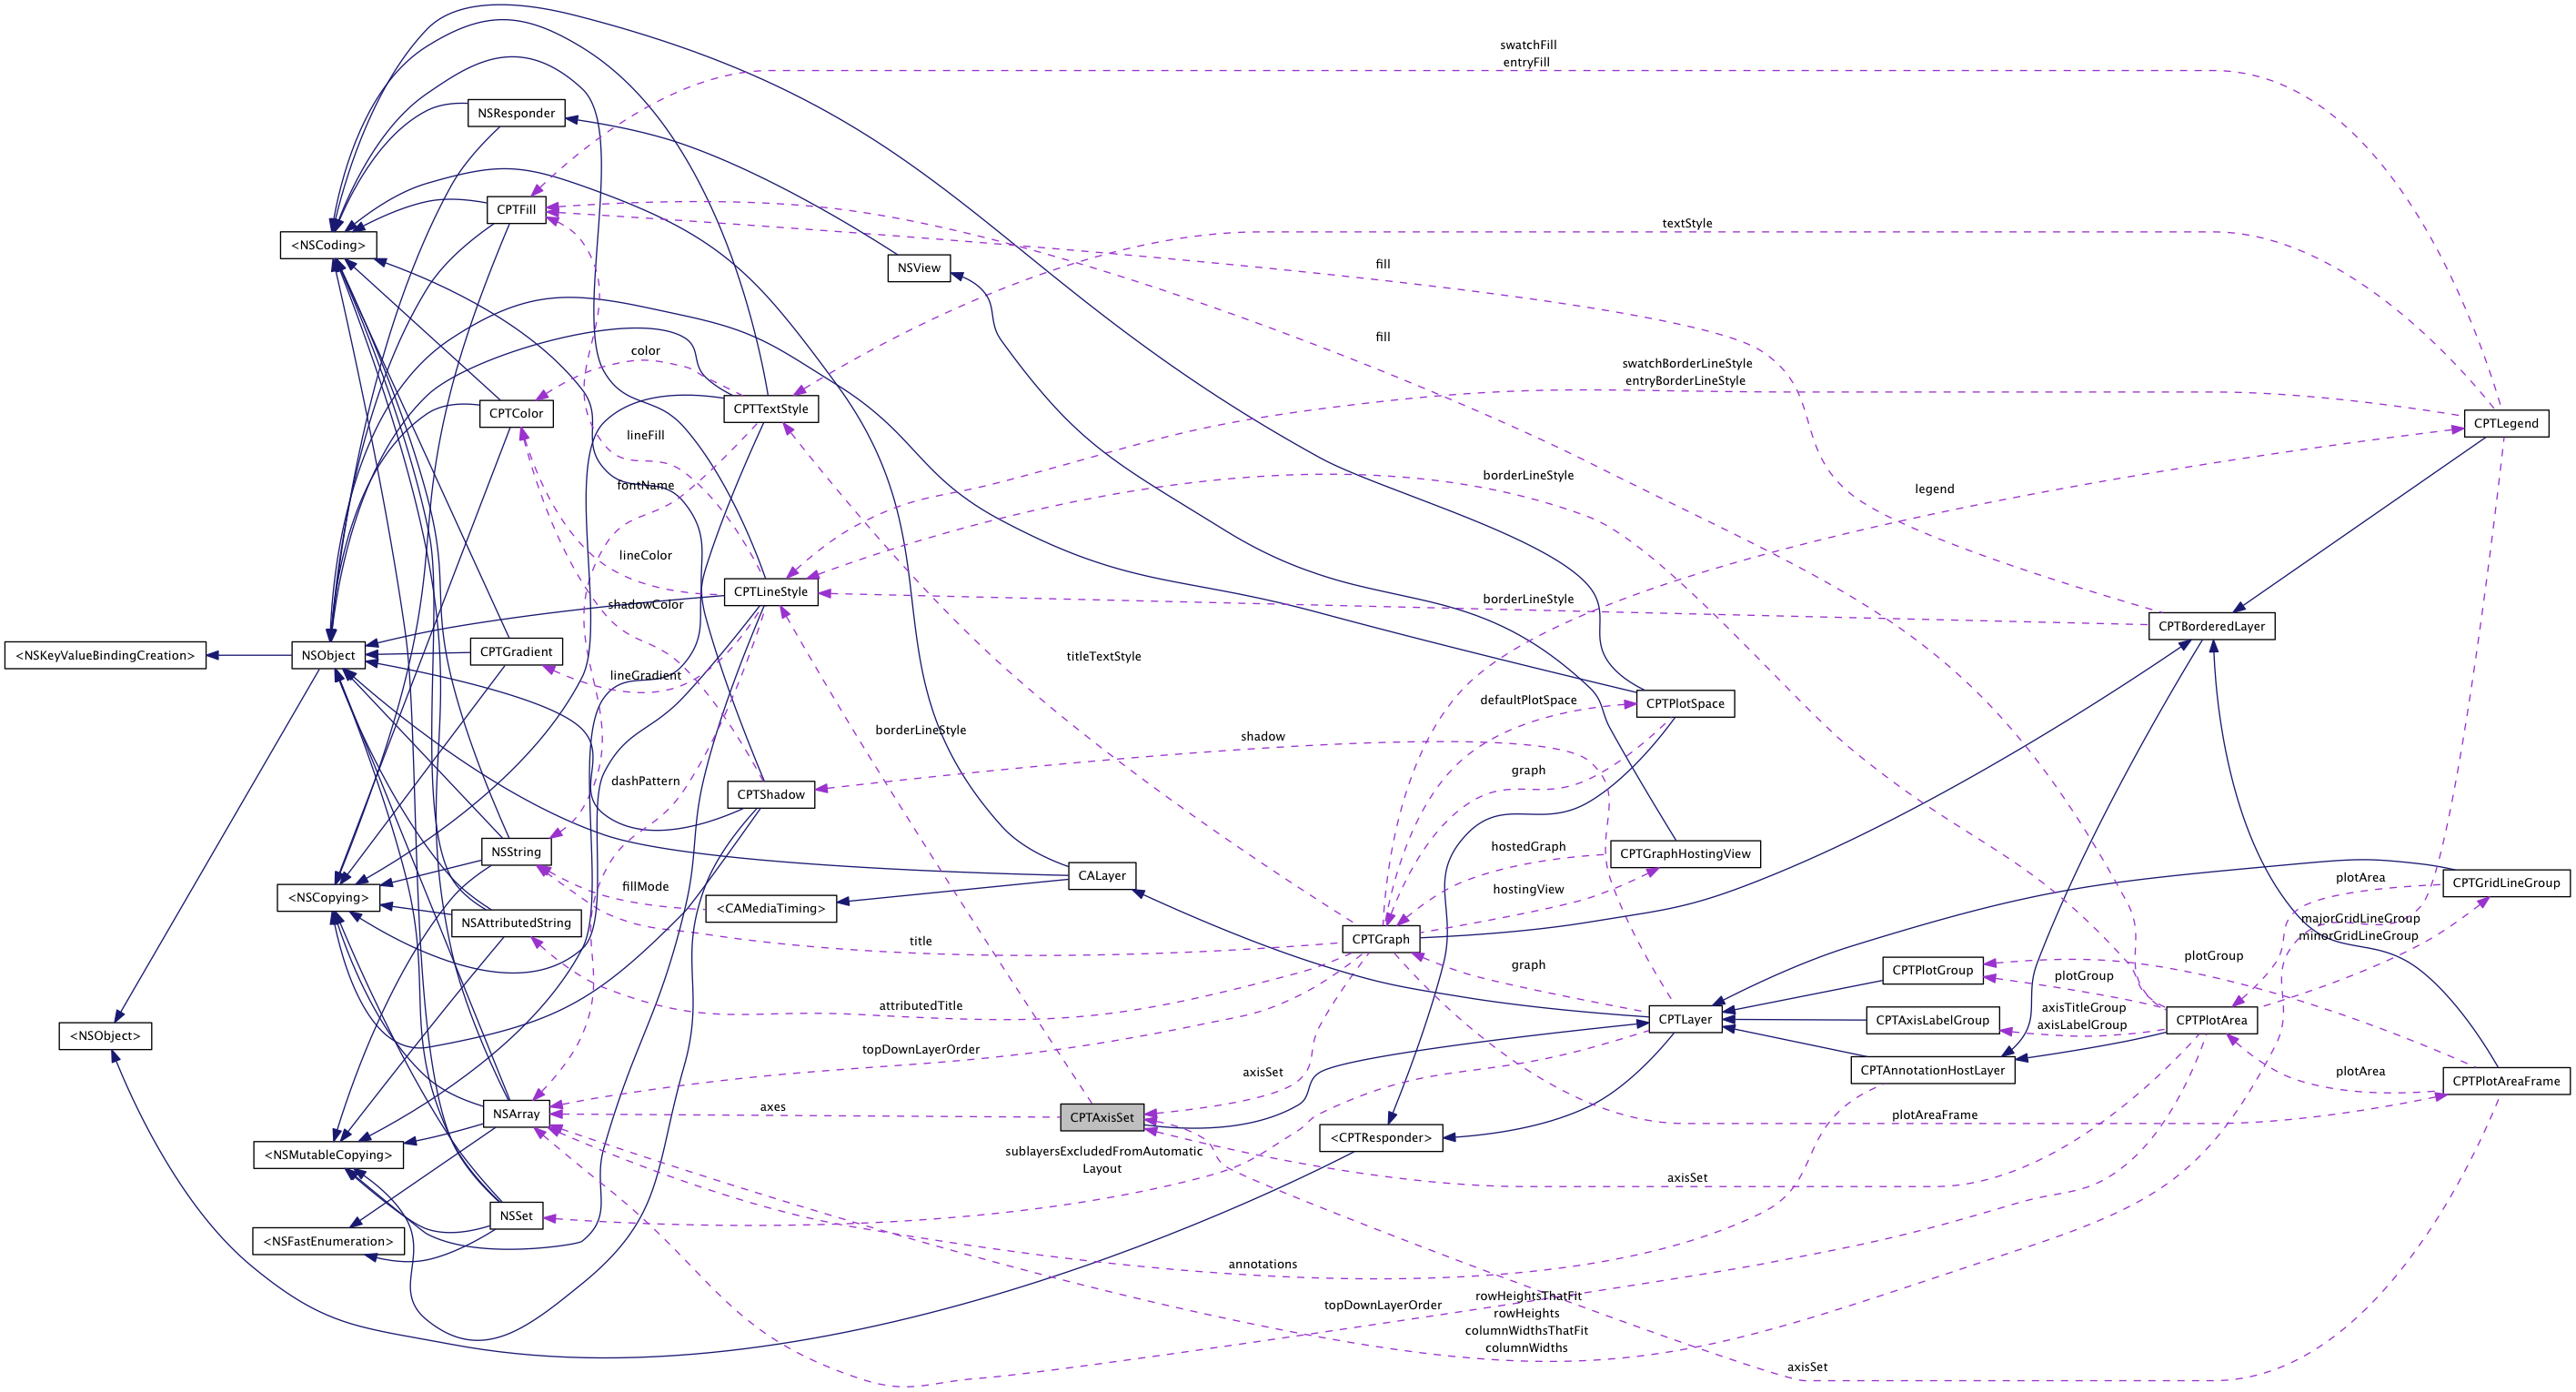 swatchFill
entryFill
NSResponder
CPTFill
textStyle
<NSCoding>
NSView
fill
fill
color
swatchBorderLineStyle
entryBorderLineStyle
CPTTextStyle
CPTColor
CPTLegend
lineFill
borderLineStyle
fontName
legend
lineColor
CPTLineStyle
shadowColor
borderLineStyle
CPTBorderedLayer
<NSKeyValueBindingCreation>
NSObject
CPTGradient
titleTextStyle
lineGradient
defaultPlotSpace
CPTPlotSpace
borderLineStyle
shadow
graph
dashPattern
CPTShadow
NSString
hostedGraph
CPTGraphHostingView
CALayer
plotArea
CPTGridLineGroup
fillMode
hostingView
<NSCopying>
<CAMediaTiming>
NSAttributedString
majorGridLineGroup
minorGridLineGroup
title
CPTGraph
plotGroup
graph
CPTPlotGroup
plotGroup
attributedTitle
axisTitleGroup
axisLabelGroup
CPTLayer
CPTAxisLabelGroup
CPTPlotArea
<NSObject>
topDownLayerOrder
axisSet
CPTAnnotationHostLayer
plotArea
CPTPlotAreaFrame
axes
NSArray
CPTAxisSet
plotAreaFrame
<CPTResponder>
<NSMutableCopying>
sublayersExcludedFromAutomatic
Layout
axisSet
NSSet
<NSFastEnumeration>
annotations
topDownLayerOrder
rowHeightsThatFit
rowHeights
columnWidthsThatFit
columnWidths
axisSet